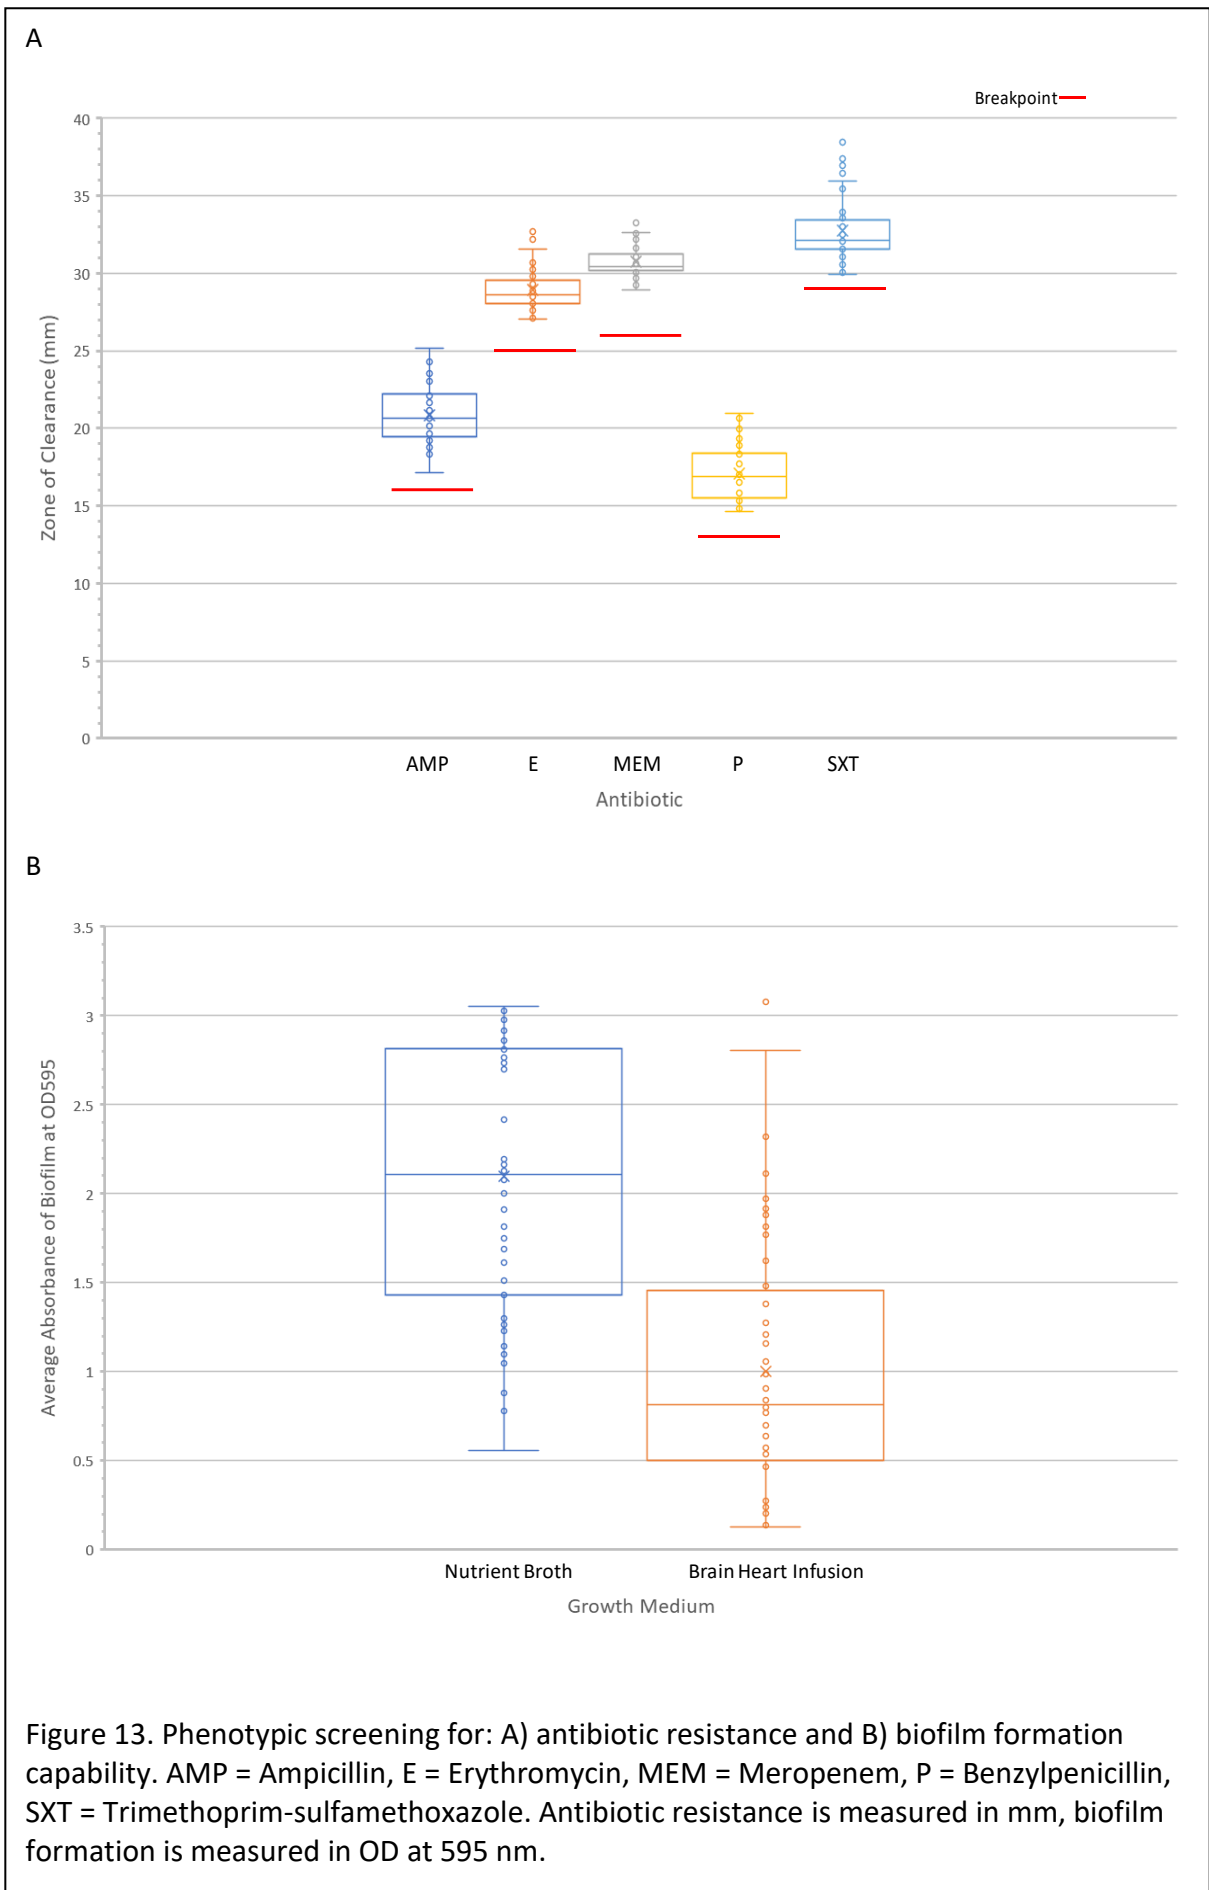 A
Breakpoint
40
35
30
25
20
15
10
5
0
Zone of Clearance (mm)
AMP E MEM P SXT
Antibiotic
B
3.5
3
2.5
2
1.5
1
0.5
0
Average Absorbance of Biofilm at OD595
Nutrient Broth Brain Heart Infusion
Growth Medium
Figure 13. Phenotypic screening for: A) antibiotic resistance and B) biofilm formation
capability. AMP = Ampicillin, E = Erythromycin, MEM = Meropenem, P = Benzylpenicillin,
SXT = Trimethoprim-sulfamethoxazole. Antibiotic resistance is measured in mm, biofilm
formation is measured in OD at 595 nm.